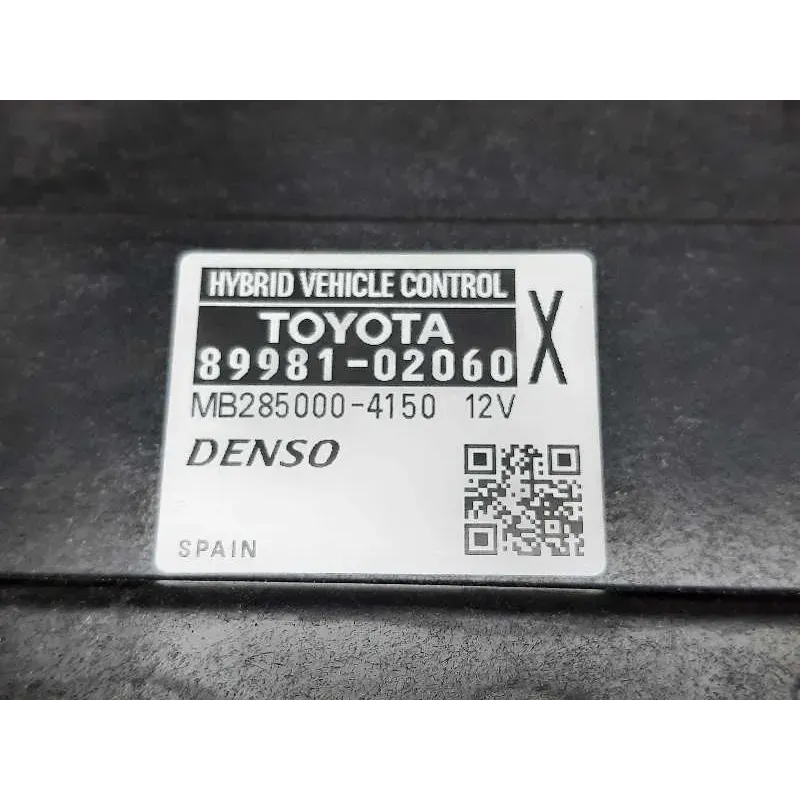 HYBRID VEHICLE CONTROL
TOYOTA X
89981-02060
MB285000-4150 12V
DENSO
SPAIN